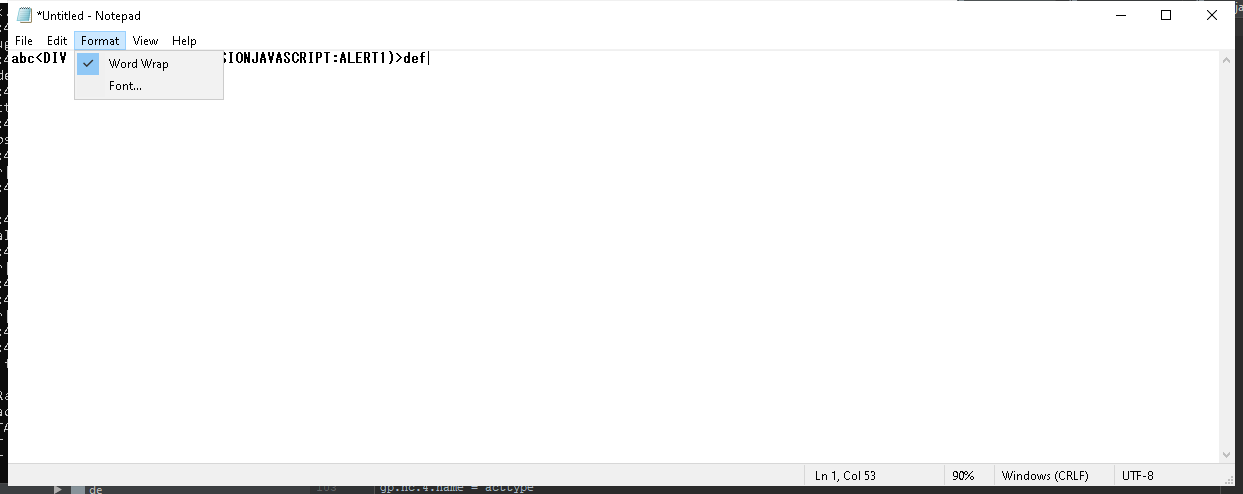 *Untitled - Notepad
File Edit Format View Help
abc<DIV SIONJAVASCRIPT:ALERT1)>def
Word Wrap
Font...
Ln 1, Col 53 90% Windows (CRLF) UTF-8
de 103 gp.nc.4.name = acctype